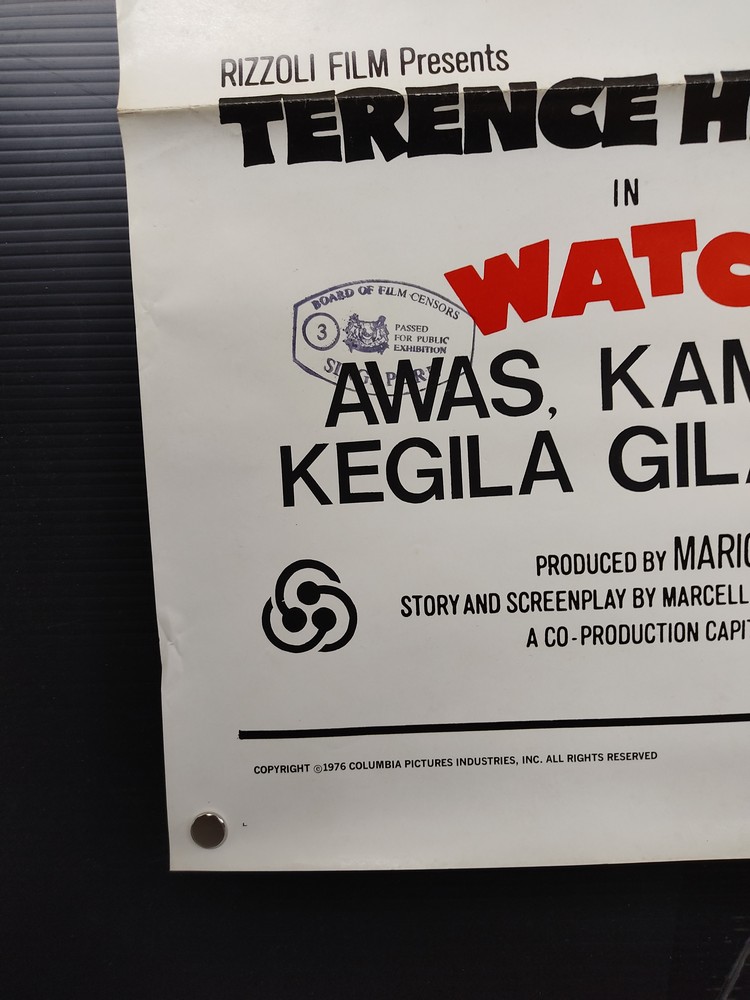 RIZZOLI FILM Presents
TERENCE H
IN
WATC
BOARD OF FILM CENSORS
3
PASSED
FOR PUBLIC
EXHIBITION
SINGAPORE
AWAS, KAM
KEGILA GILA
PRODUCED BY MARIO
STORY AND SCREENPLAY BY MARCELL
A CO-PRODUCTION CAPIT
COPYRIGHT ©1976 COLUMBIA PICTURES INDUSTRIES, INC. ALL RIGHTS RESERVED